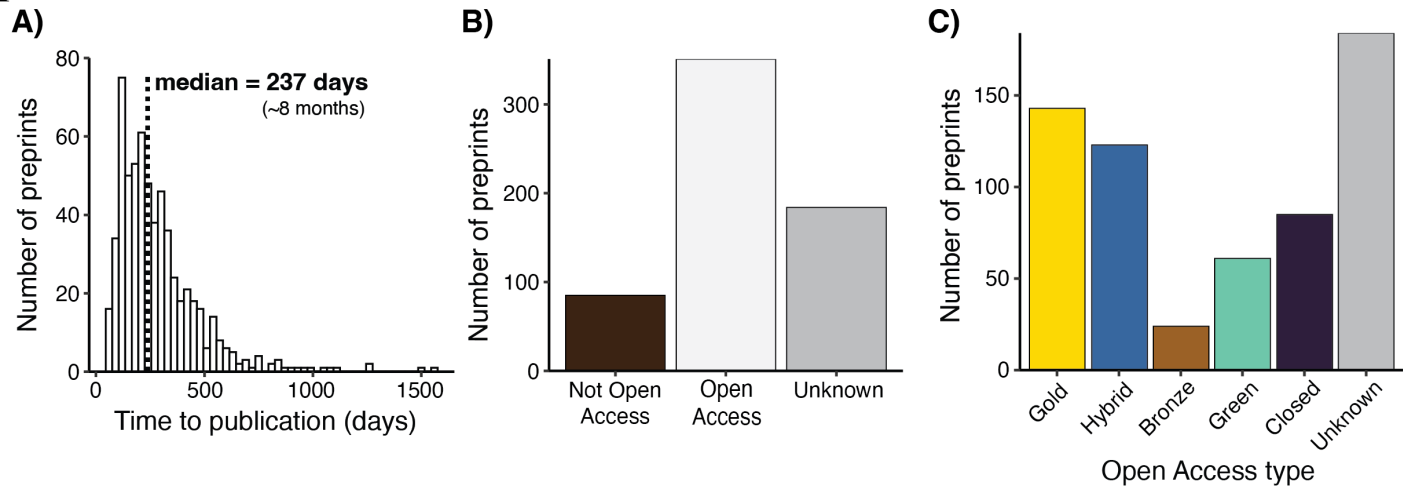 A)
Number of preprints
80
60
40
20
0
median = 237 days
(~8 months)
0
500
1000
1500
Time to publication (days)
B)
Number of preprints
300
200
100
0
Not Open
Access
Open
Access
Unknown
C)
Number of preprints
150
100
50
0
Gold
Hybrid
Bronze
Green
Closed
Unknown
Open Access type